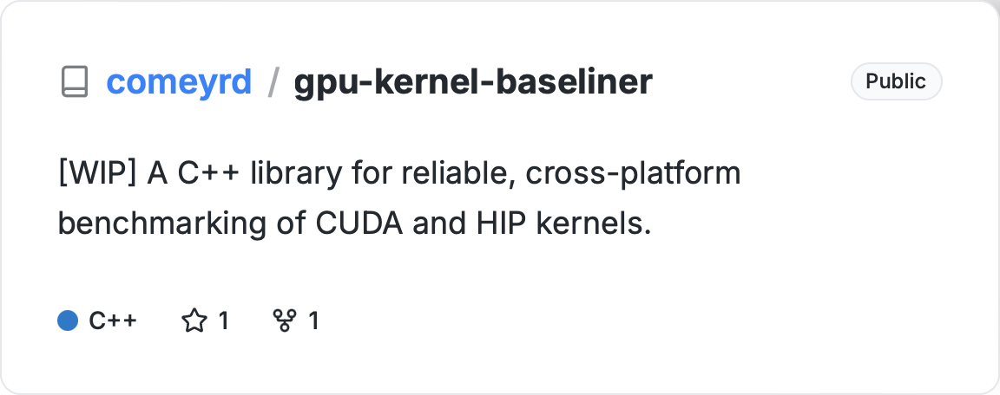 comeyrd / gpu-kernel-baseliner Public
[WIP] A C++ library for reliable, cross-platform
benchmarking of CUDA and HIP kernels.
C++ 1 1